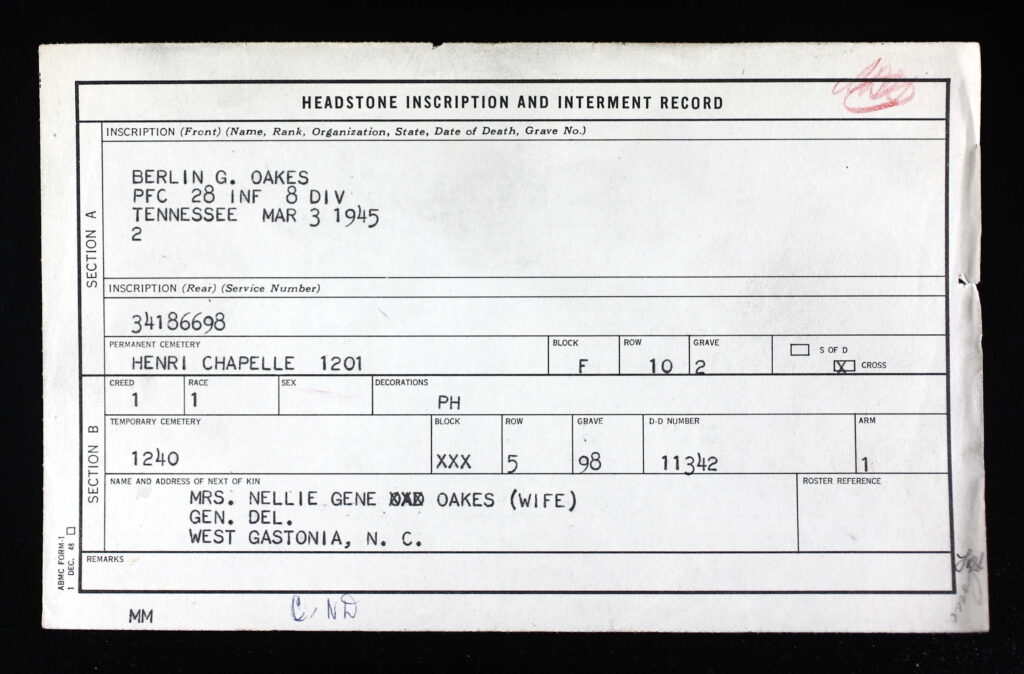 HEADSTONE INSCRIPTION AND INTERMENT RECORD
SECTION A
INSCRIPTION (Front) (Name, Rank, Organization, State, Date of Death, Grave No.)
BERLIN G. OAKES
PFC 28 INF 8 DIV
TENNESSEE MAR 3 1945
2
INSCRIPTION (Rear) (Service Number)
34186698
PERMANENT CEMETERY BLOCK ROW GRAVE S OF D
HENRI CHAPELLE 1201 F 10 2 X CROSS
SECTION B
CREED RACE SEX DECORATIONS
1 1 PH
TEMPORARY CEMETERY BLOCK ROW GRAVE D-D NUMBER ARM
1240 XXX 5 98 11342 1
NAME AND ADDRESS OF NEXT OF KIN ROSTER REFERENCE
MRS. NELLIE GENE OAKES (WIFE)
GEN. DEL.
WEST GASTONIA, N. C.
REMARKS
ABMC FORM-1
1 DEC. 48
MM C-ND